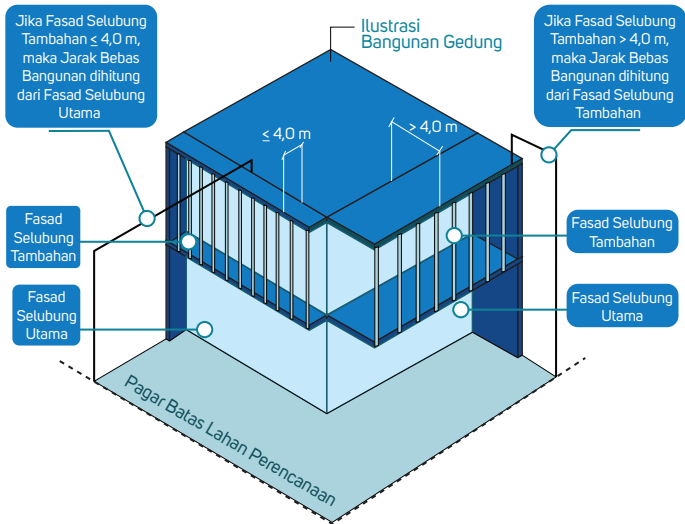 Jika Fasad Selubung
Tambahan ≤ 4,0 m,
maka Jarak Bebas
Bangunan dihitung
dari Fasad Selubung
Utama
Ilustrasi
Bangunan Gedung
Jika Fasad Selubung
Tambahan > 4,0 m,
maka Jarak Bebas
Bangunan dihitung
dari Fasad Selubung
Tambahan
≤ 4,0 m
> 4,0 m
Fasad
Selubung
Tambahan
Fasad Selubung
Tambahan
Fasad
Selubung
Utama
Fasad Selubung
Utama
Pagar Batas Lahan Perencanaan